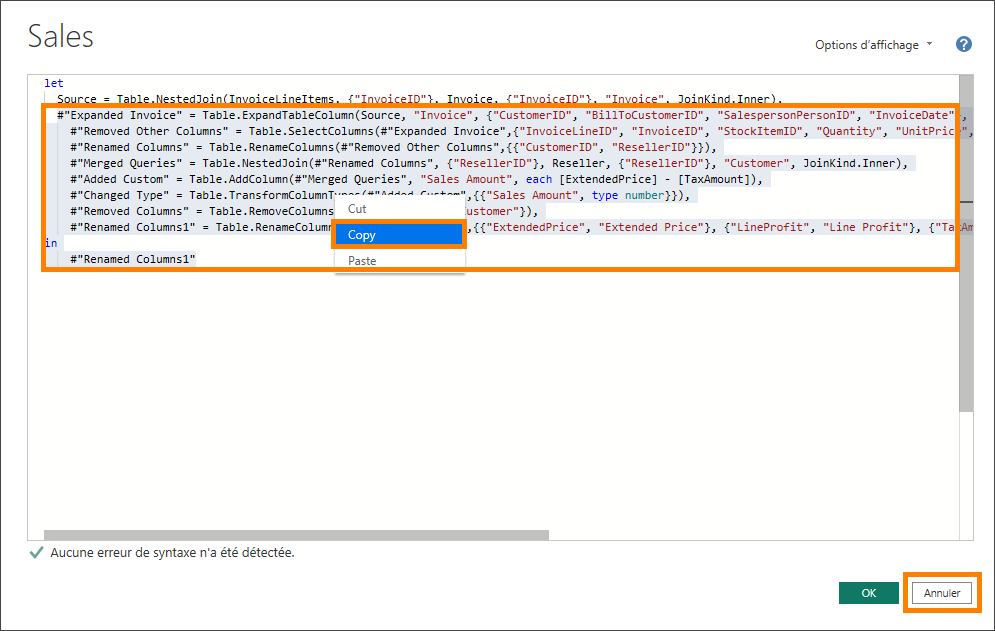 Sales
Options d'affichage
?
let
Source = Table.NestedJoin(InvoiceLineItems, {"InvoiceID"}, Invoice, {"InvoiceID"}, "Invoice", JoinKind.Inner),
#"Expanded Invoice" = Table.ExpandTableColumn(Source, "Invoice", {"CustomerID", "BillToCustomerID", "SalespersonPersonID", "InvoiceDate"},
#"Removed Other Columns" = Table.SelectColumns(#"Expanded Invoice",{"InvoiceLineID", "InvoiceID", "StockItemID", "Quantity", "UnitPrice",
#"Renamed Columns" = Table.RenameColumns(#"Removed Other Columns",{{"CustomerID", "ResellerID"}}),
#"Merged Queries" = Table.NestedJoin(#"Renamed Columns", {"ResellerID"}, Reseller, {"ResellerID"}, "Customer", JoinKind.Inner),
#"Added Custom" = Table.AddColumn(#"Merged Queries", "Sales Amount", each [ExtendedPrice] - [TaxAmount]),
#"Changed Type" = Table.TransformColumnTypes(#"Added Custom",{{"Sales Amount", type number}}),
#"Removed Columns" = Table.RemoveColumns ustomer"}),
#"Renamed Columns1" = Table.RenameColum ,{{"ExtendedPrice", "Extended Price"}, {"LineProfit", "Line Profit"}, {"TaxAm
in
#"Renamed Columns1"
Cut
Copy
Paste
Aucune erreur de syntaxe n'a été détectée.
OK
Annuler